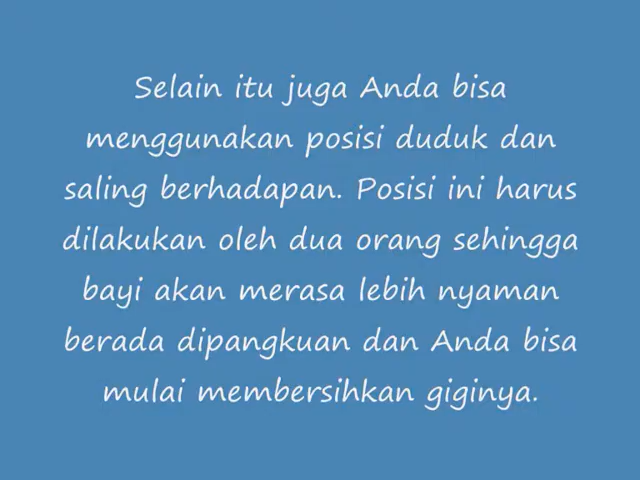 Selain itu juga Anda bisa
menggunakan posisi duduk dan
saling berhadapan. Posisi ini harus
dilakukan oleh dua orang sehingga
bayi akan merasa lebih nyaman
berada dipangkuan dan Anda bisa
mulai membersihkan giginya.